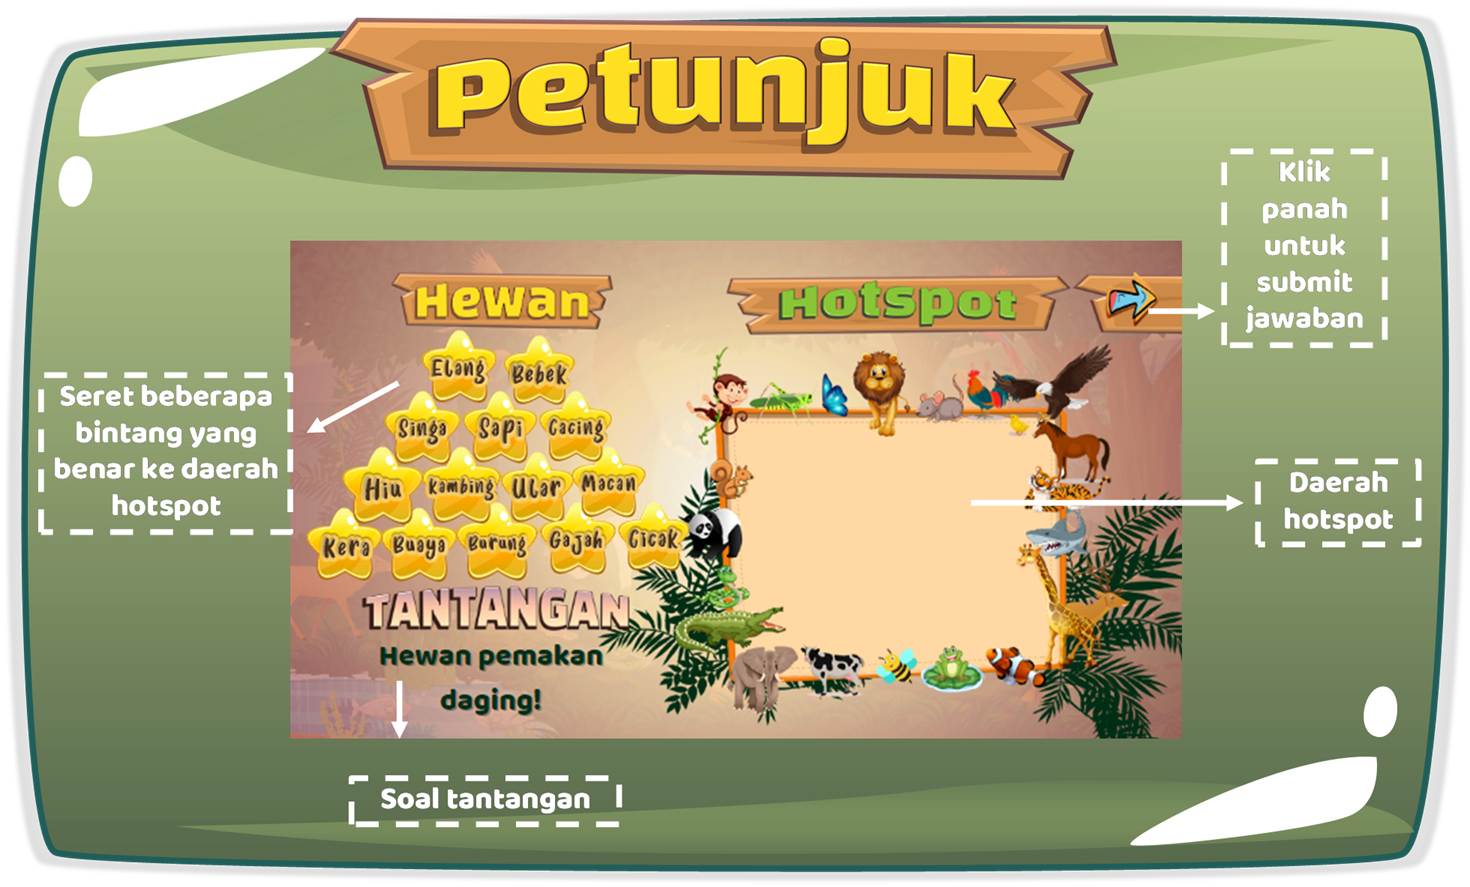 Petunjuk
Klik
panah
untuk
submit
jawaban
Hewan
Hotspot
Elang
Bebek
Singa
Sapi
Cacing
Hiu
Kambing
Ular
Macan
Kera
Buaya
Burung
Gajah
Cicak
Seret beberapa
bintang yang
benar ke daerah
hotspot
Daerah
hotspot
TANTANGAN
Hewan pemakan
daging!
Soal tantangan